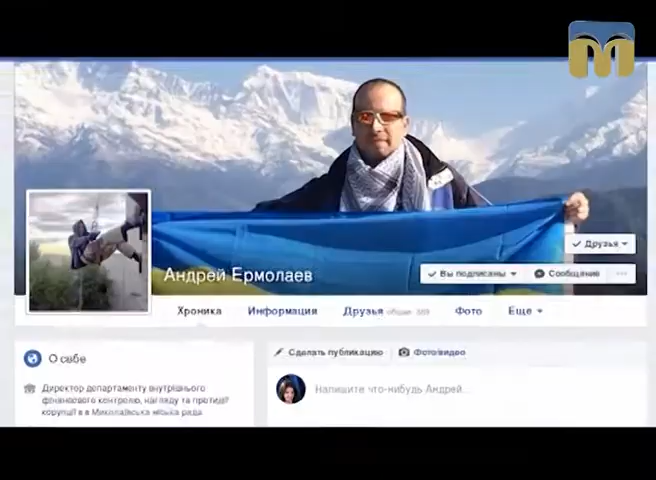 Друзья
Андрей Ермолаев
Вы подписаны
Сообщение
Хроника Информация Друзья Фото Еще
О себе
Сделать публикацию Фото/видео
Директор департаменту внутрішнього
фінансового контролю, нагляду та протидії
корупції в в Миколаївська міська рада
Напишите что-нибудь Андрей...